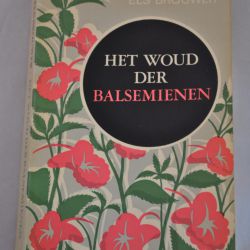 ELS BROUWER
HET WOUD
DER
BALSEMIENEN